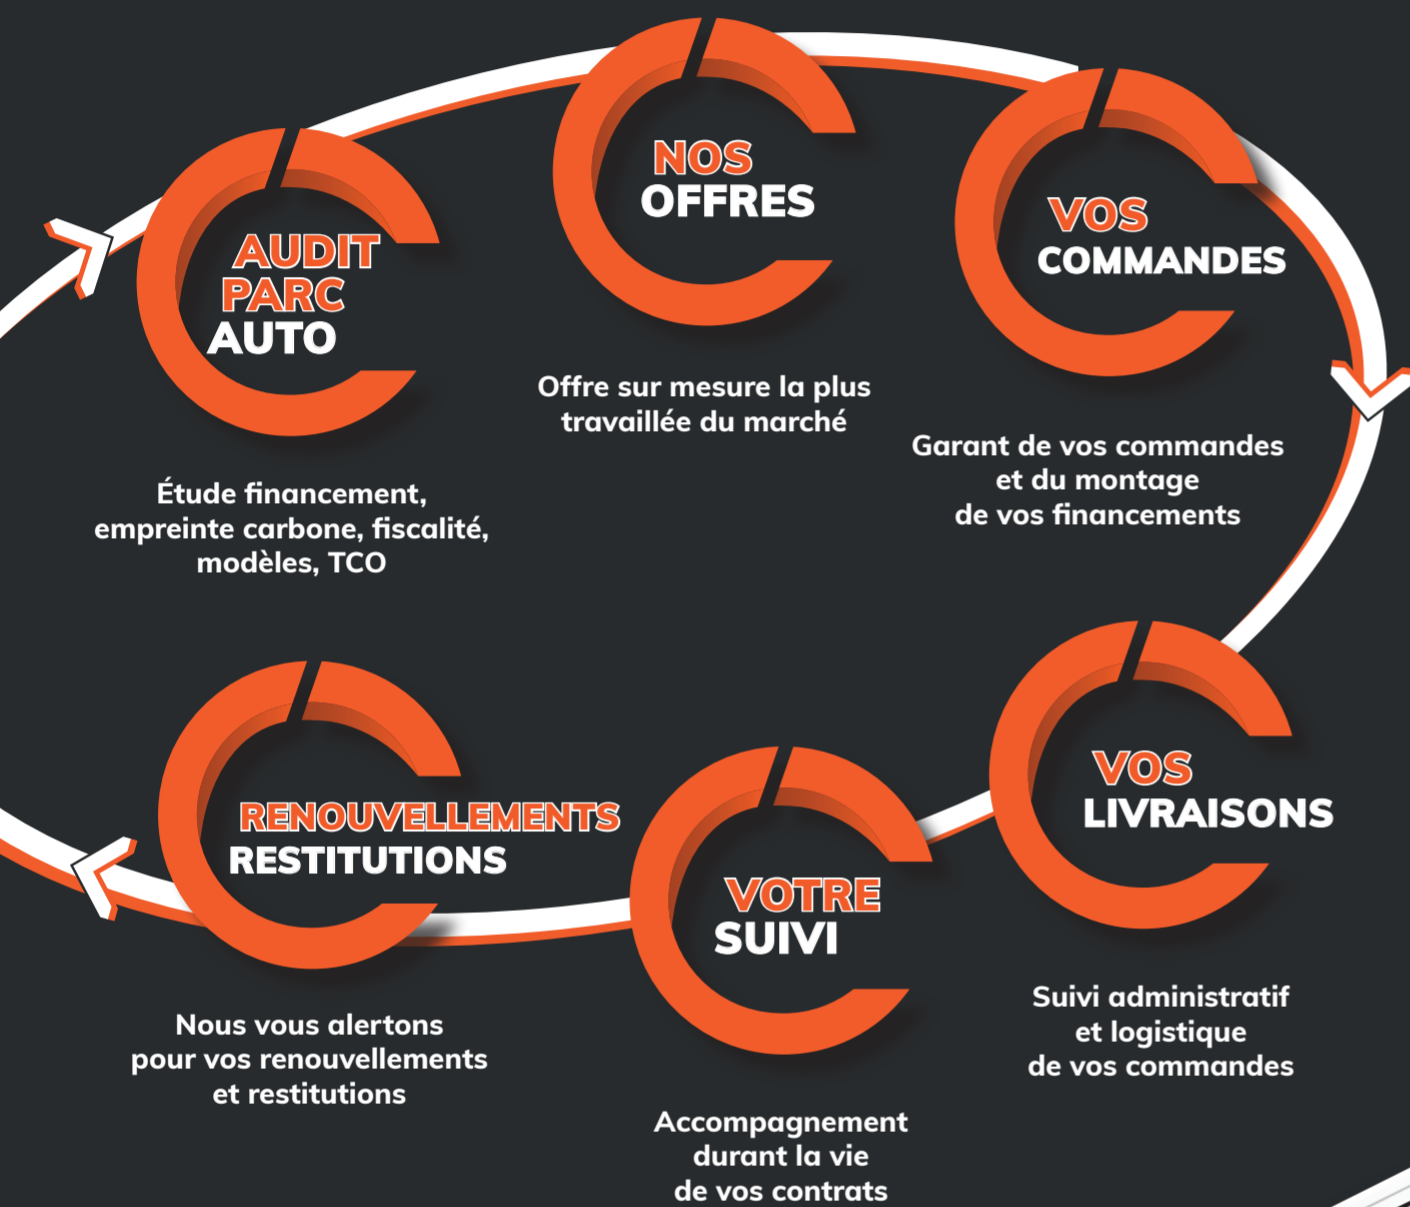 AUDIT
PARC
AUTO
Étude financement,
empreinte carbone, fiscalité,
modèles, TCO
NOS
OFFRES
Offre sur mesure la plus
travaillée du marché
VOS
COMMANDES
Garant de vos commandes
et du montage
de vos financements
VOS
LIVRAISONS
Suivi administratif
et logistique
de vos commandes
VOTRE
SUIVI
Accompagnement
durant la vie
de vos contrats
RENOUVELLEMENTS
RESTITUTIONS
Nous vous alertons
pour vos renouvellements
et restitutions